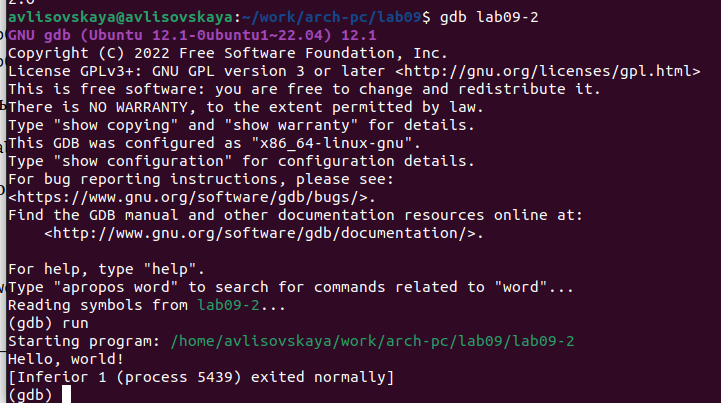 avlisovskaya@avlisovskaya:~/work/arch-pc/lab09$ gdb lab09-2
GNU gdb (Ubuntu 12.1-0ubuntu1~22.04) 12.1
Copyright (C) 2022 Free Software Foundation, Inc.
License GPLv3+: GNU GPL version 3 or later <http://gnu.org/licenses/gpl.html>
This is free software: you are free to change and redistribute it.
There is NO WARRANTY, to the extent permitted by law.
Type "show copying" and "show warranty" for details.
This GDB was configured as "x86_64-linux-gnu".
Type "show configuration" for configuration details.
For bug reporting instructions, please see:
<https://www.gnu.org/software/gdb/bugs/>.
Find the GDB manual and other documentation resources online at:
    <http://www.gnu.org/software/gdb/documentation/>.

For help, type "help".
Type "apropos word" to search for commands related to "word"...
Reading symbols from lab09-2...
(gdb) run
Starting program: /home/avlisovskaya/work/arch-pc/lab09/lab09-2
Hello, world!
[Inferior 1 (process 5439) exited normally]
(gdb)